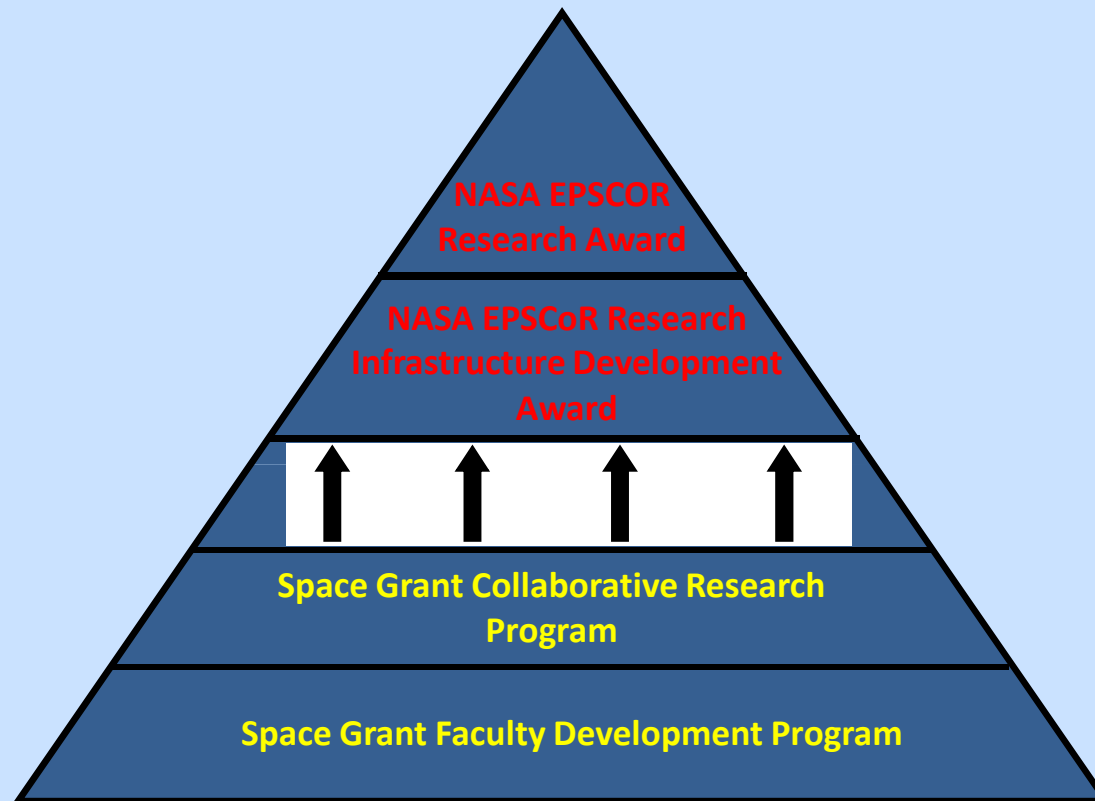 NASA EPSCOR
Research Award
NASA EPSCoR Research
Infrastructure Development
Award
Space Grant Collaborative Research
Program
Space Grant Faculty Development Program